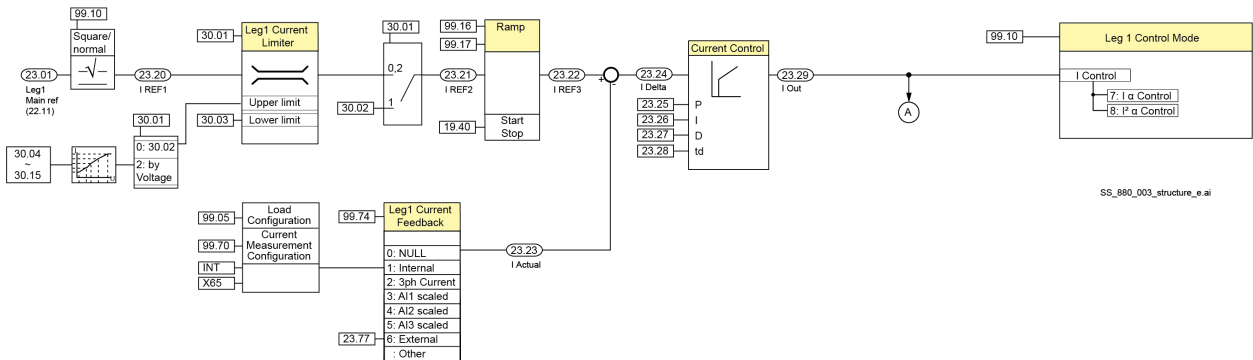 99.10
Square/
normal
23.01
Leg1
Main ref
(22.11)
23.20
I REF1
30.01
Leg1 Current
Limiter
Upper limit
30.03
Lower limit
30.01
0: 30.02
2: by
Voltage
30.04
~
30.15
U
30.01
0,2
1
30.02
23.21
I REF2
99.16
99.17
Ramp
19.40
Start
Stop
23.22
I REF3
+
-
23.24
I Delta
Current Control
23.25
P
23.26
I
23.27
D
23.28
td
23.29
I Out
A
99.10
Leg 1 Control Mode
I Control
7: I α Control
8: I² α Control
SS_880_003_structure_e.ai
99.05
Load
Configuration
99.70
Current
Measurement
Configuration
INT
X65
99.74
Leg1 Current
Feedback
0: NULL
1: Internal
2: 3ph Current
3: AI1 scaled
4: AI2 scaled
5: AI3 scaled
23.77
6: External
: Other
23.23
I Actual